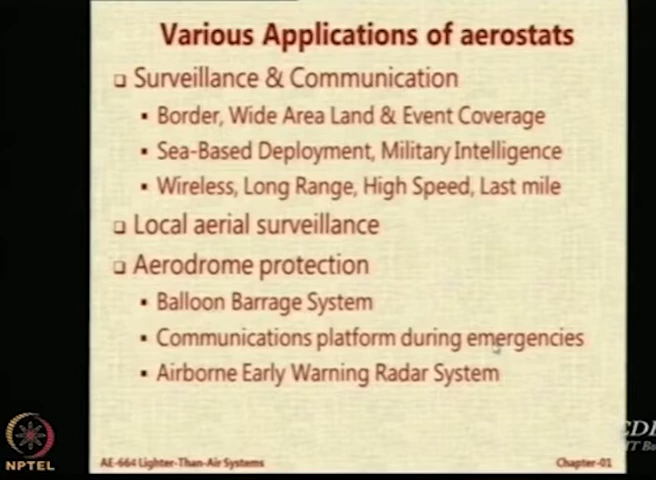 Various Applications of aerostats
Surveillance & Communication
Border, Wide Area Land & Event Coverage
Sea-Based Deployment, Military Intelligence
Wireless, Long Range, High Speed, Last mile
Local aerial surveillance
Aerodrome protection
Balloon Barrage System
Communications platform during emergencies
Airborne Early Warning Radar System
NPTEL
AE-664 Lighter-Than-Air Systems
Chapter-01